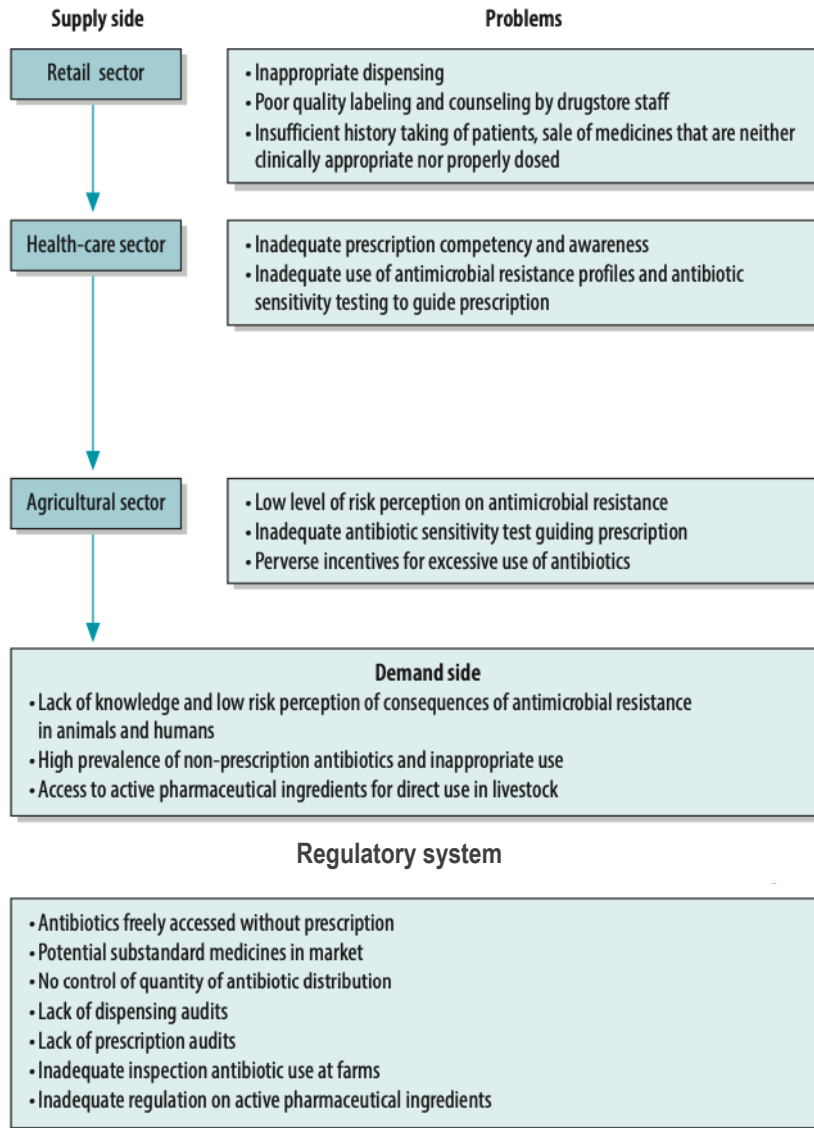 Supply side
Problems
Retail sector
• Inappropriate dispensing
• Poor quality labeling and counseling by drugstore staff
• Insufficient history taking of patients, sale of medicines that are neither
clinically appropriate nor properly dosed
Health-care sector
• Inadequate prescription competency and awareness
• Inadequate use of antimicrobial resistance profiles and antibiotic
sensitivity testing to guide prescription
Agricultural sector
• Low level of risk perception on antimicrobial resistance
• Inadequate antibiotic sensitivity test guiding prescription
• Perverse incentives for excessive use of antibiotics
Demand side
• Lack of knowledge and low risk perception of consequences of antimicrobial resistance
in animals and humans
• High prevalence of non-prescription antibiotics and inappropriate use
• Access to active pharmaceutical ingredients for direct use in livestock
Regulatory system
• Antibiotics freely accessed without prescription
• Potential substandard medicines in market
• No control of quantity of antibiotic distribution
• Lack of dispensing audits
• Lack of prescription audits
• Inadequate inspection antibiotic use at farms
• Inadequate regulation on active pharmaceutical ingredients